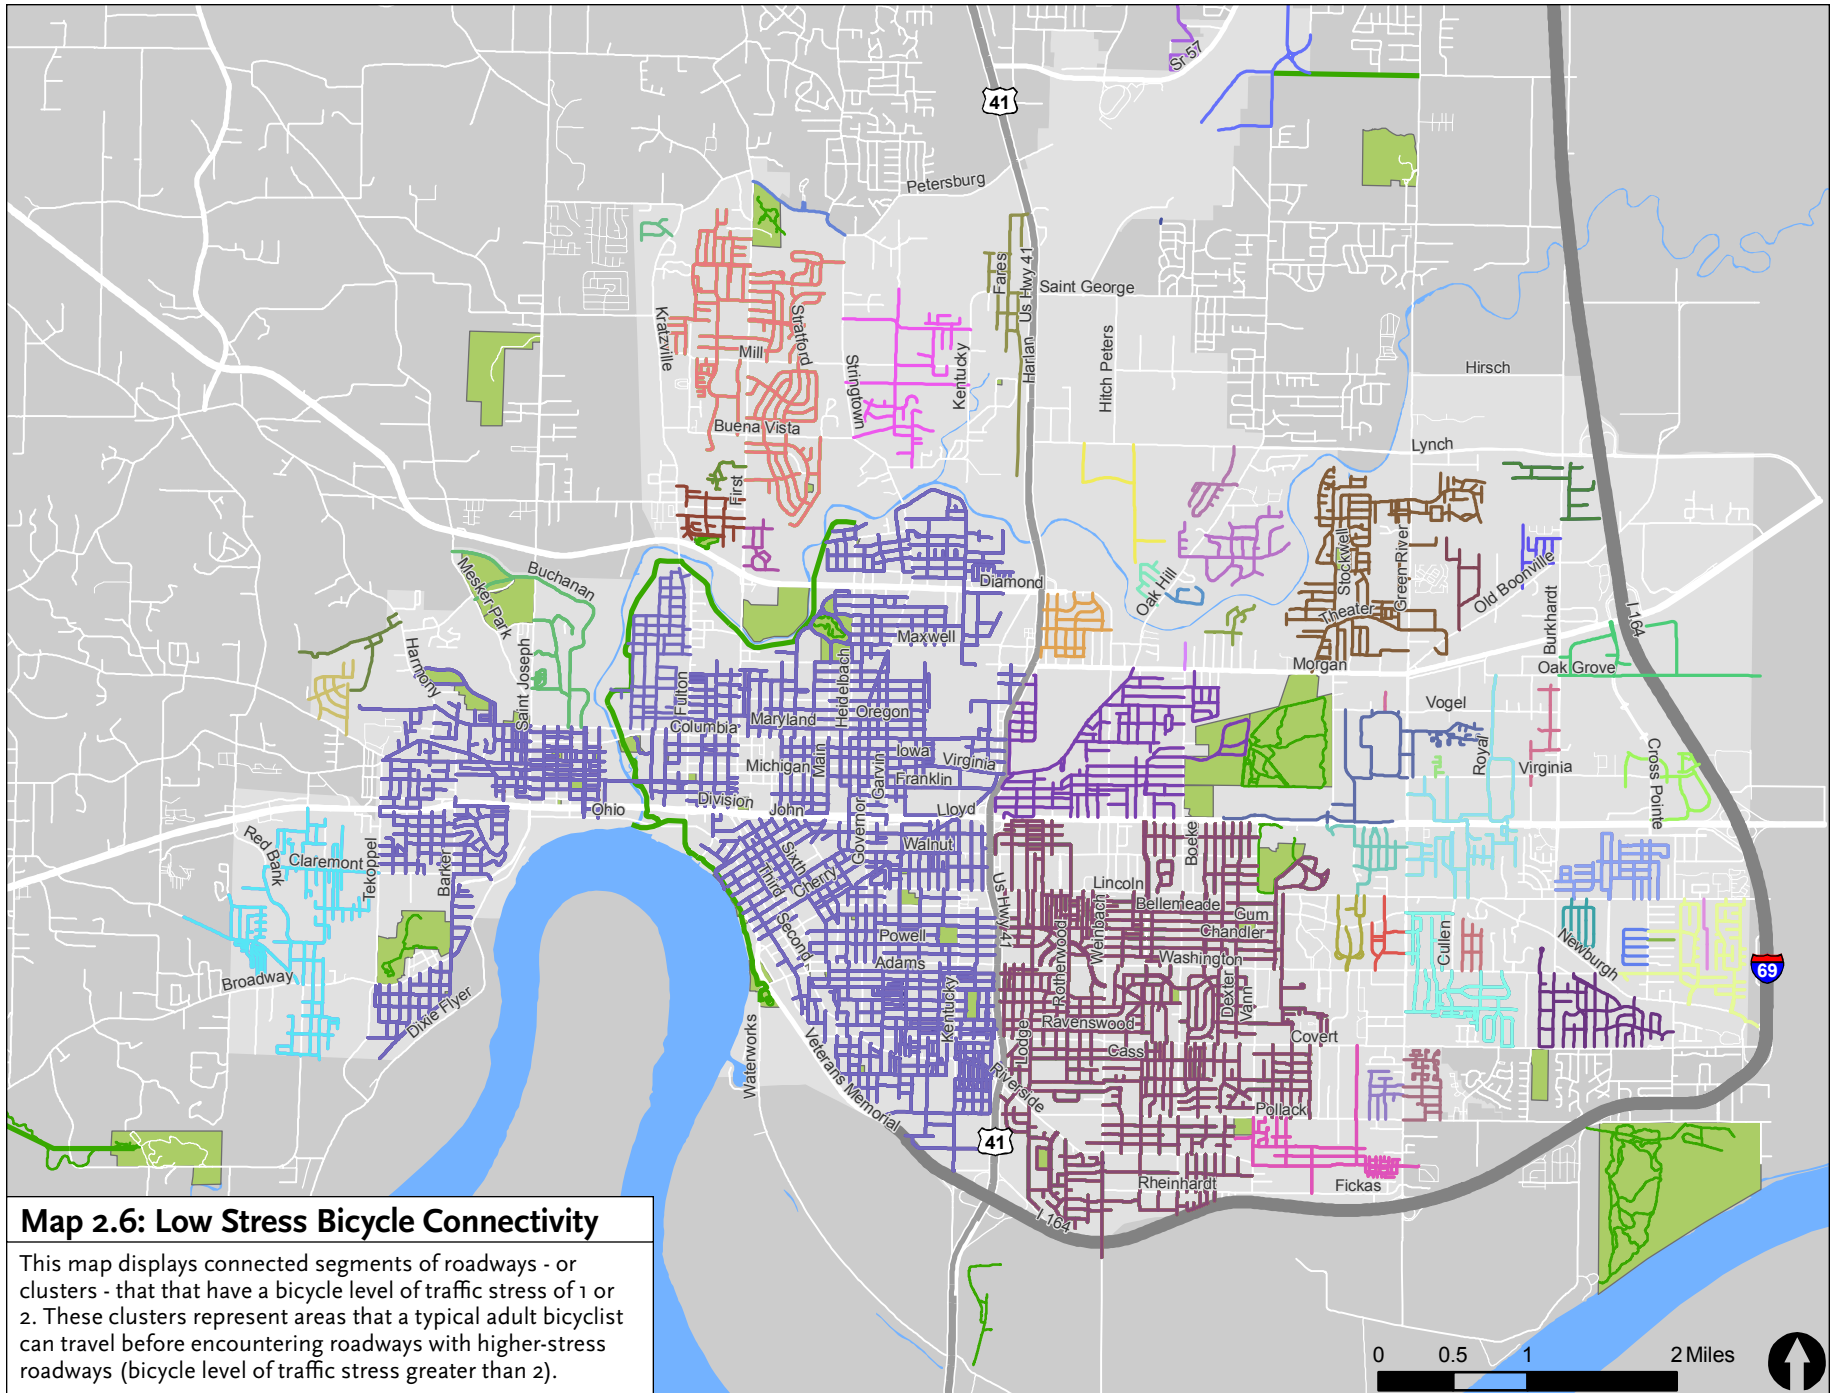 Sr 57
41
Petersburg
Fares
Us Hwy 41
Saint George
Kratzville
Stratford
Mill
Stringtown
Kentucky
Harlan
Hitch Peters
Hirsch
Buena Vista
Lynch
First
Mesker Park
Buchanan
Diamond
Oak Hill
Stockwell
Green River
Old Boonville
Theater
Burkhardt
I 164
Harmony
Saint Joseph
Maxwell
Morgan
Oak Grove
Fulton
Heidelbach
Columbia
Maryland
Oregon
Vogel
Michigan
Main
Garvin
Iowa
Virginia
Franklin
Royal
Virginia
Cross Pointe
Ohio
Division
John
Governor
Lloyd
Red Bank
Claremont
Tekoppel
Barker
Sixth
Third
Cherry
Walnut
Boeke
Lincoln
Us Hwy 41
Bellemeade
Gum
Chandler
Second
Powell
Adams
Rotherwood
Weinbach
Washington
Cullen
Newburgh
69
Broadway
Dixie Flyer
Kentucky
Dexter
Vann
Ravenswood
Covert
Waterworks
Veterans Memorial
Lodge
Cass
Riverside
Pollack
41
Rheinhardt
Fickas
I 164
Map 2.6: Low Stress Bicycle Connectivity
This map displays connected segments of roadways - or
clusters - that that have a bicycle level of traffic stress of 1 or
2. These clusters represent areas that a typical adult bicyclist
can travel before encountering roadways with higher-stress
roadways (bicycle level of traffic stress greater than 2).
0 0.5 1 2 Miles